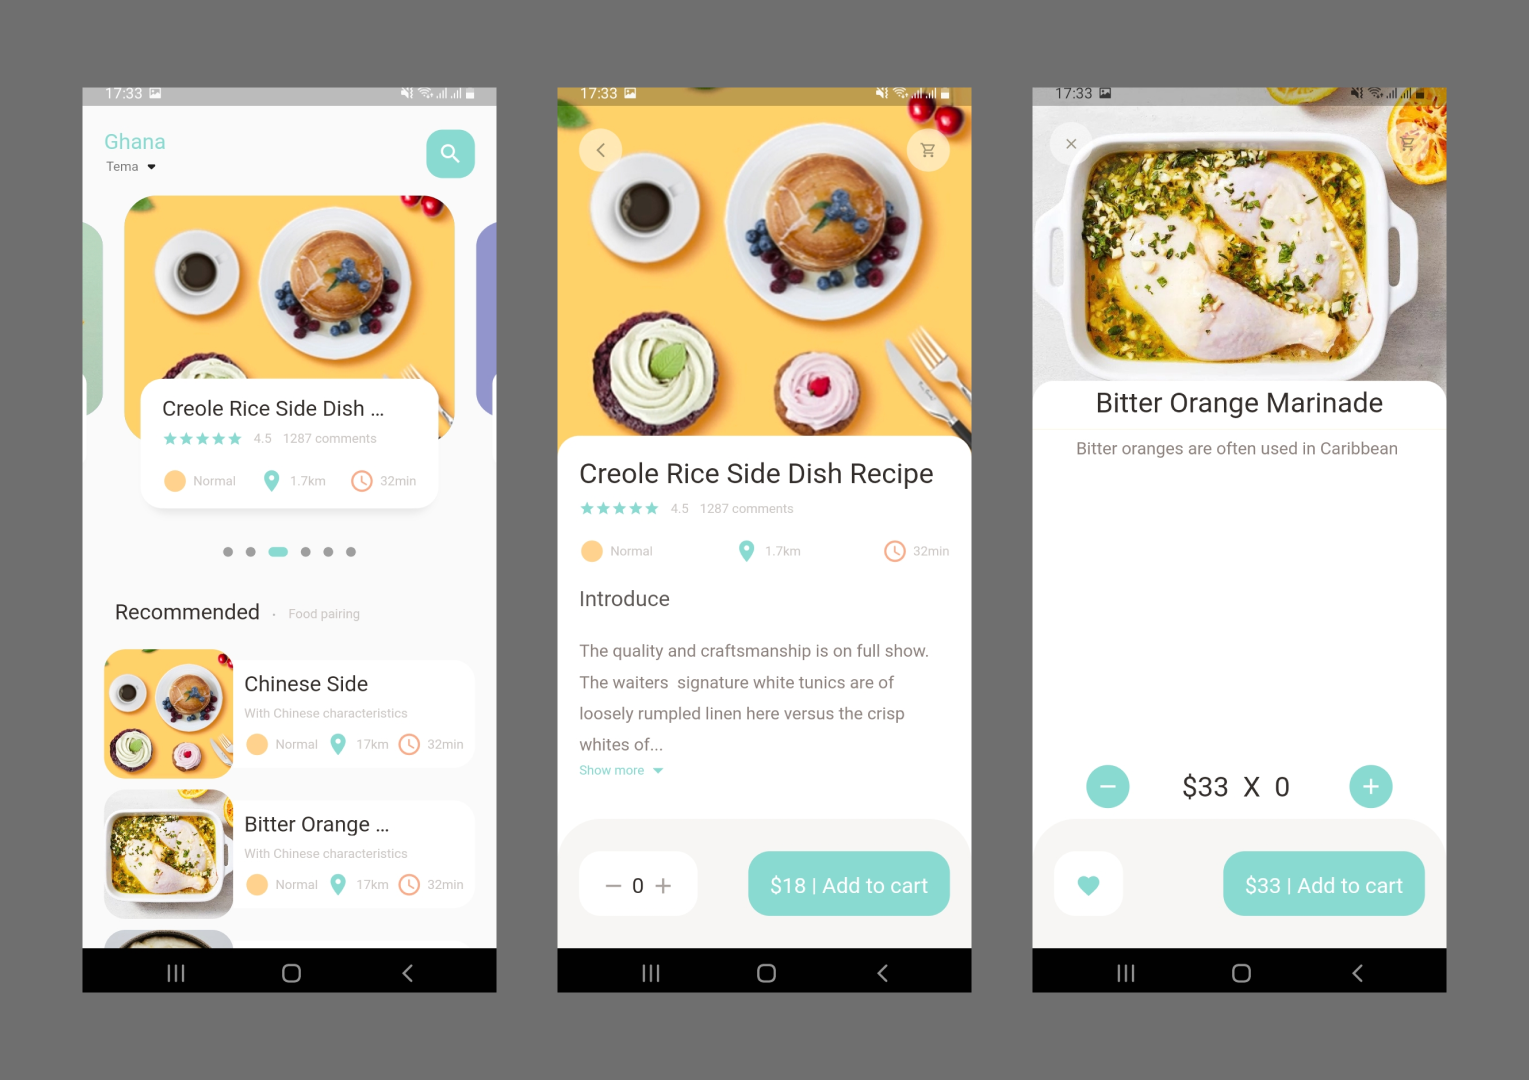 17:33
Ghana
Tema
Creole Rice Side Dish ...
4.5 1287 comments
Normal 1.7km 32min
Recommended · Food pairing
Chinese Side
With Chinese characteristics
Normal 17km 32min
Bitter Orange ...
With Chinese characteristics
Normal 17km 32min
17:33
Creole Rice Side Dish Recipe
4.5 1287 comments
Normal 1.7km 32min
Introduce
The quality and craftsmanship is on full show.
The waiters signature white tunics are of
loosely rumpled linen here versus the crisp
whites of...
Show more
0 $18 | Add to cart
17:33
Bitter Orange Marinade
Bitter oranges are often used in Caribbean
$33 X 0
$33 | Add to cart